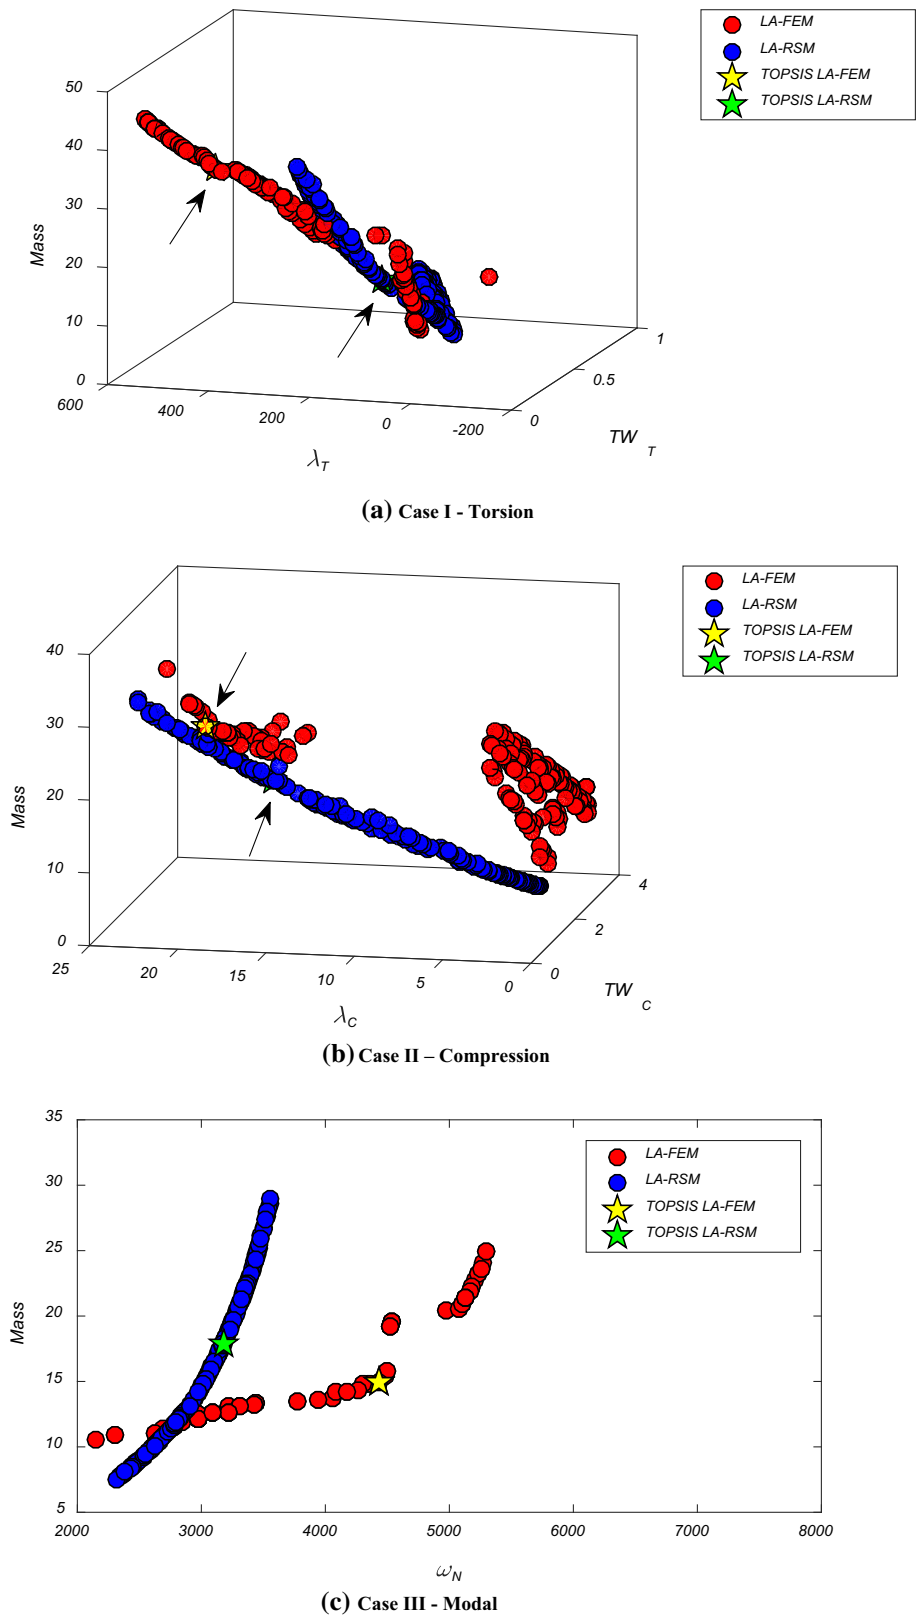 LA-FEM
LA-RSM
TOPSIS LA-FEM
TOPSIS LA-RSM
50
40
30
20
10
0
Mass
600
400
200
0
-200
λT
0
0.5
1
TW T
(a) Case I - Torsion
LA-FEM
LA-RSM
TOPSIS LA-FEM
TOPSIS LA-RSM
40
30
20
10
0
Mass
25
20
15
10
5
0
λC
0
2
4
TW C
(b) Case II – Compression
35
30
25
20
15
10
5
Mass
LA-FEM
LA-RSM
TOPSIS LA-FEM
TOPSIS LA-RSM
2000 3000 4000 5000 6000 7000 8000
ωN
(c) Case III - Modal